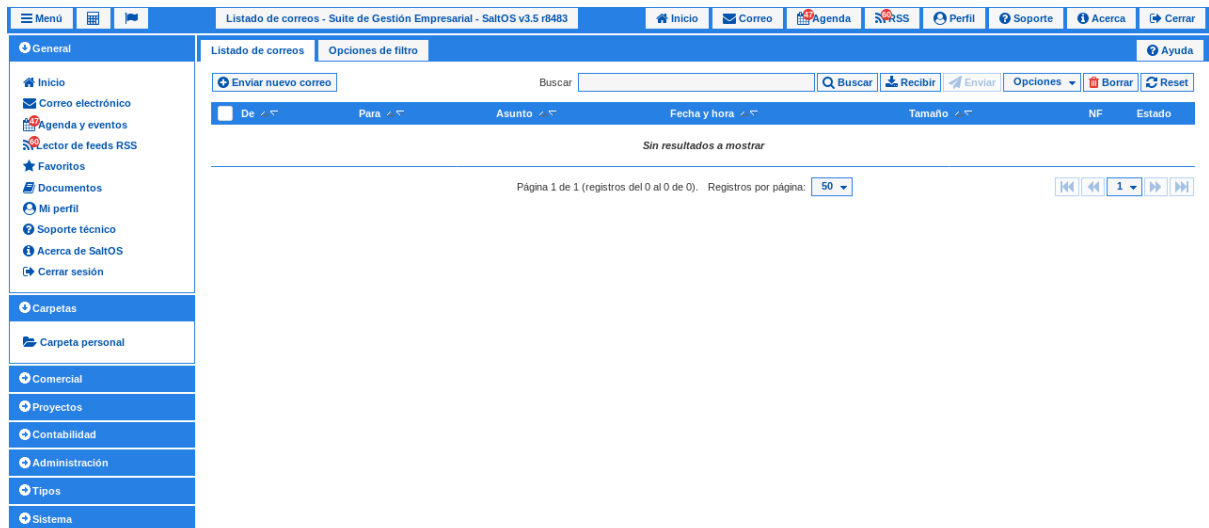 Menú Listado de correos - Suite de Gestión Empresarial - SaltOS v3.5 r8483 Inicio Correo 47 Agenda 60 RSS Perfil Soporte Acerca Cerrar
General
Listado de correos Opciones de filtro Ayuda
Inicio
Correo electrónico
47 Agenda y eventos
60 Lector de feeds RSS
Favoritos
Documentos
Mi perfil
Soporte técnico
Acerca de SaltOS
Cerrar sesión
Carpetas
Carpeta personal
Comercial
Proyectos
Contabilidad
Administración
Tipos
Sistema
Enviar nuevo correo Buscar Buscar Recibir Enviar Opciones Borrar Reset
De Para Asunto Fecha y hora Tamaño NF Estado
Sin resultados a mostrar
Página 1 de 1 (registros del 0 al 0 de 0). Registros por página: 50 1